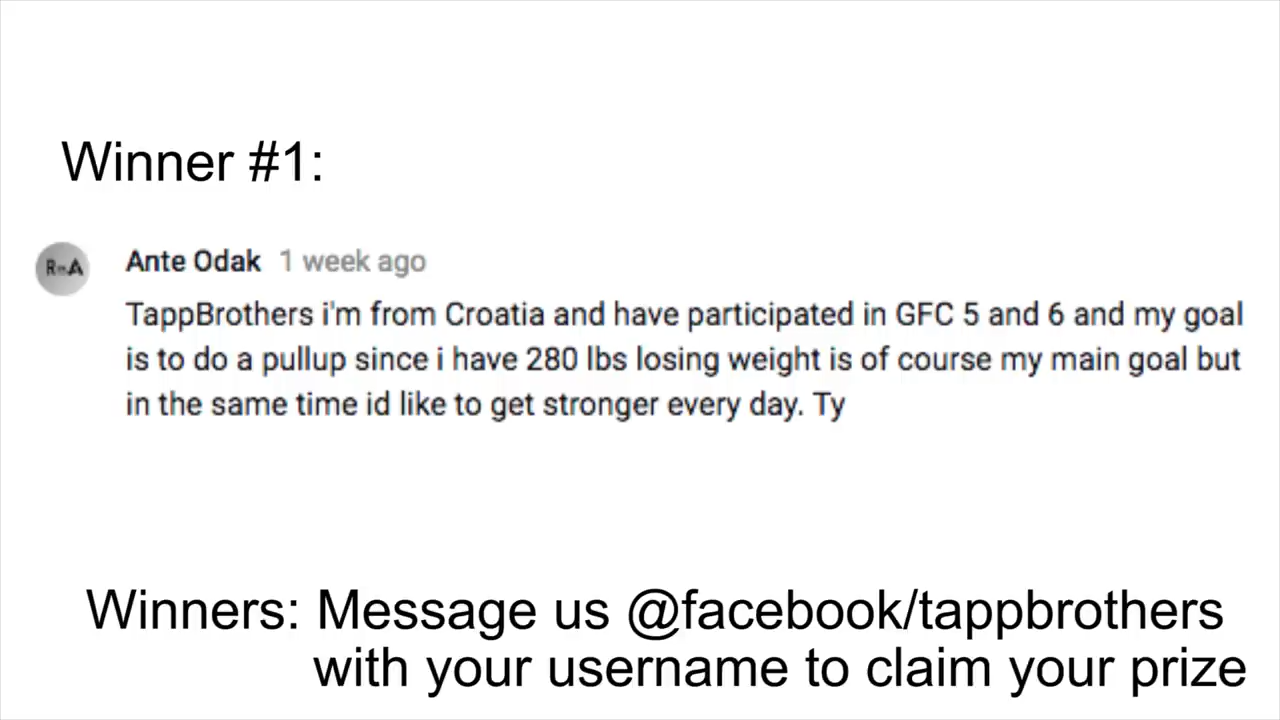 Winner #1:
Ante Odak 1 week ago
TappBrothers i'm from Croatia and have participated in GFC 5 and 6 and my goal
is to do a pullup since i have 280 lbs losing weight is of course my main goal but
in the same time id like to get stronger every day. Ty
Winners: Message us @facebook/tappbrothers
with your username to claim your prize